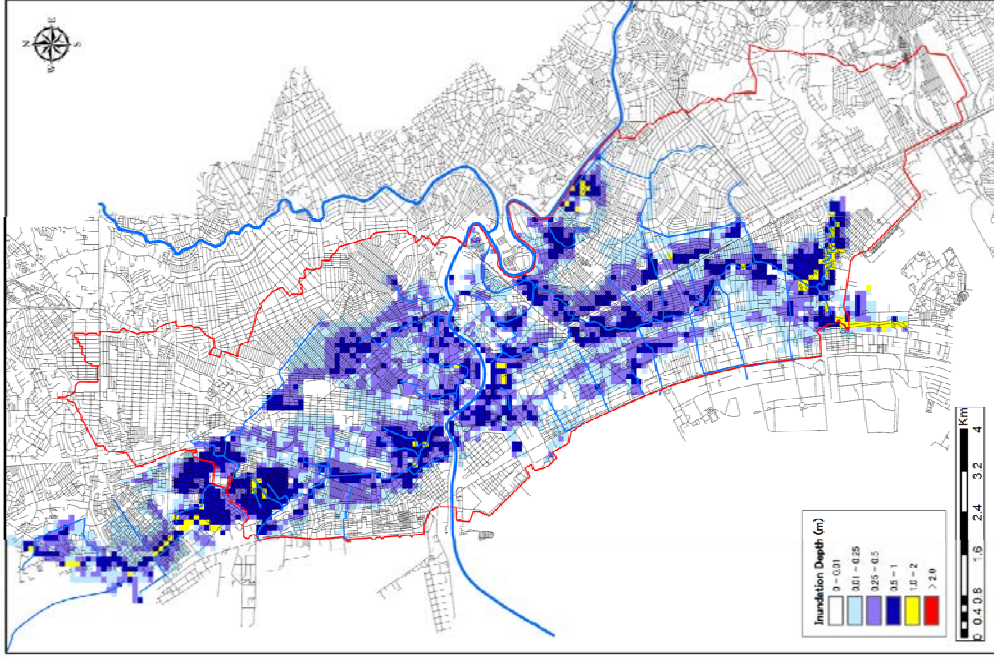 N
E
S
W
Inundation Depth (m)
0 - 0.01
0.01 - 0.25
0.25 - 0.5
0.5 - 1
1.0 - 2
> 2.0
Km
0 0.4 0.8 1.6 2.4 3.2 4